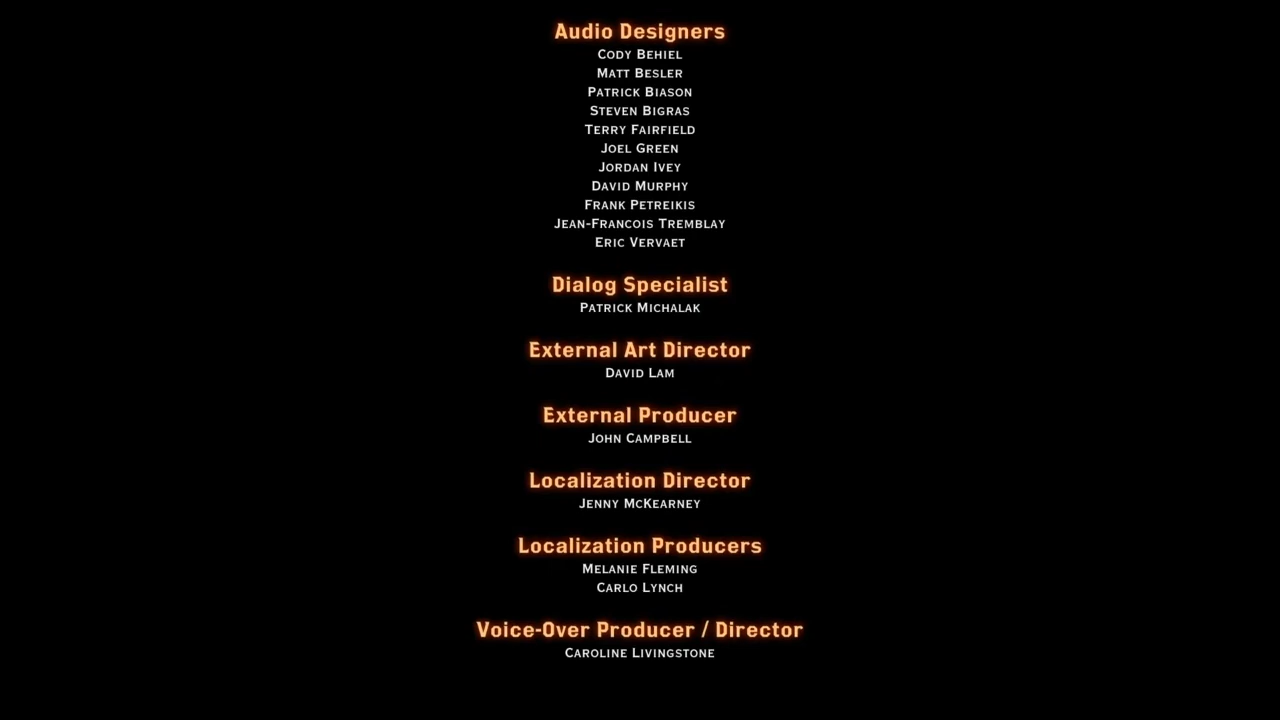 Audio Designers
Cody Behiel
Matt Besler
Patrick Biason
Steven Bigras
Terry Fairfield
Joel Green
Jordan Ivey
David Murphy
Frank Petreikis
Jean-Francois Tremblay
Eric Vervaet
Dialog Specialist
Patrick Michalak
External Art Director
David Lam
External Producer
John Campbell
Localization Director
Jenny McKearney
Localization Producers
Melanie Fleming
Carlo Lynch
Voice-Over Producer / Director
Caroline Livingstone